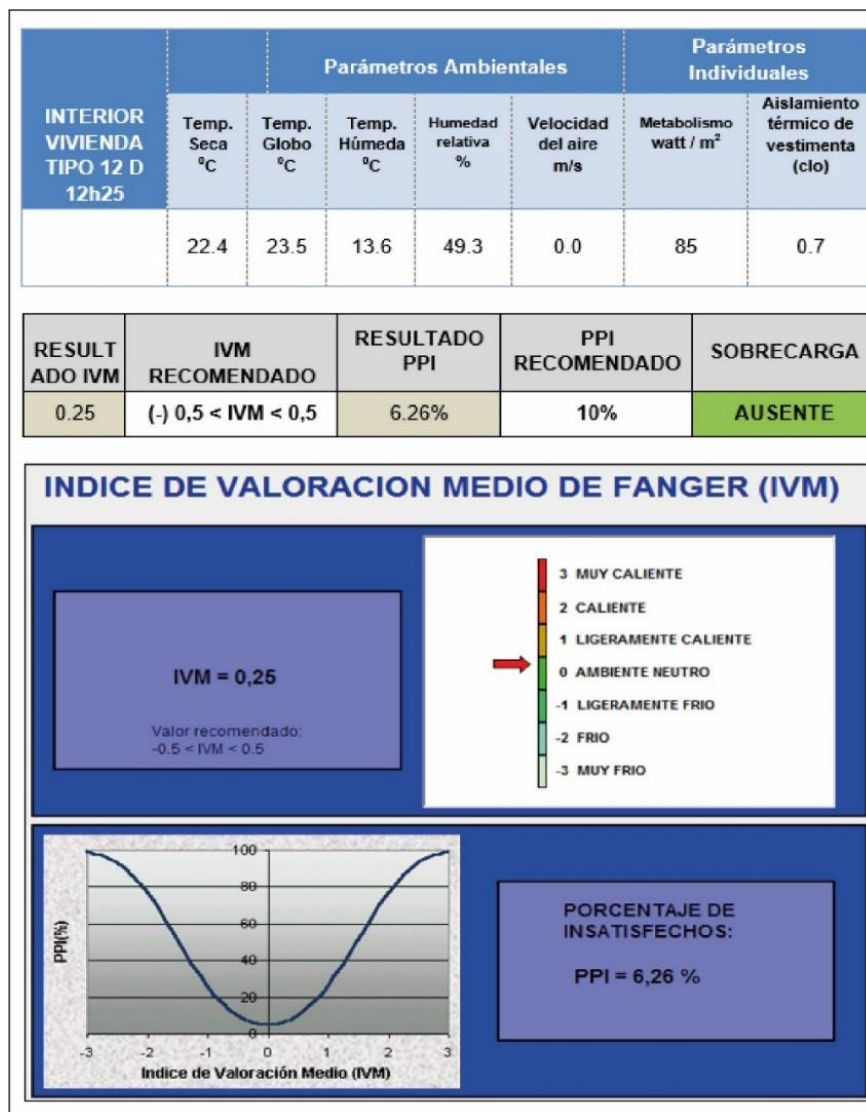 Parámetros Ambientales
Parámetros
Individuales
INTERIOR
VIVIENDA
TIPO 12 D
12h25
Temp.
Seca
⁰C
Temp.
Globo
⁰C
Temp.
Húmeda
⁰C
Humedad
relativa
%
Velocidad
del aire
m/s
Metabolismo
watt / m²
Aislamiento
térmico de
vestimenta
(clo)
22.4 23.5 13.6 49.3 0.0 85 0.7
RESULT
ADO IVM
IVM
RECOMENDADO
RESULTADO
PPI
PPI
RECOMENDADO
SOBRECARGA
0.25 (-) 0,5 < IVM < 0,5 6.26% 10% AUSENTE
INDICE DE VALORACION MEDIO DE FANGER (IVM)
IVM = 0,25
Valor recomendado:
-0.5 < IVM < 0.5
3 MUY CALIENTE
2 CALIENTE
1 LIGERAMENTE CALIENTE
0 AMBIENTE NEUTRO
-1 LIGERAMENTE FRIO
-2 FRIO
-3 MUY FRIO
PPI(%)
100
80
60
40
20
0
-3 -2 -1 0 1 2 3
Indice de Valoración Medio (IVM)
PORCENTAJE DE
INSATISFECHOS:
PPI = 6,26 %